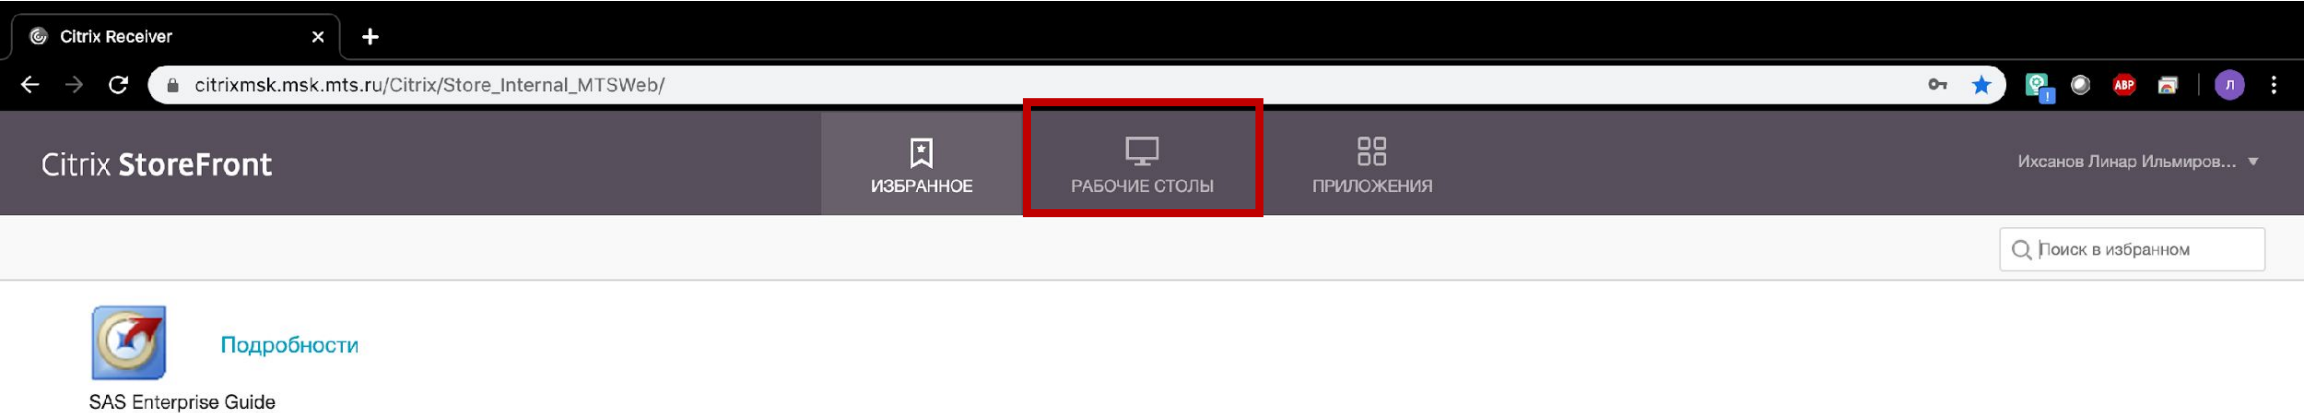 Citrix Receiver
citrixmsk.msk.mts.ru/Citrix/Store_Internal_MTSWeb/
ABP
Л
Citrix StoreFront
ИЗБРАННОЕ
РАБОЧИЕ СТОЛЫ
ПРИЛОЖЕНИЯ
Ихсанов Линар Ильмиров...
Поиск в избранном
Подробности
SAS Enterprise Guide